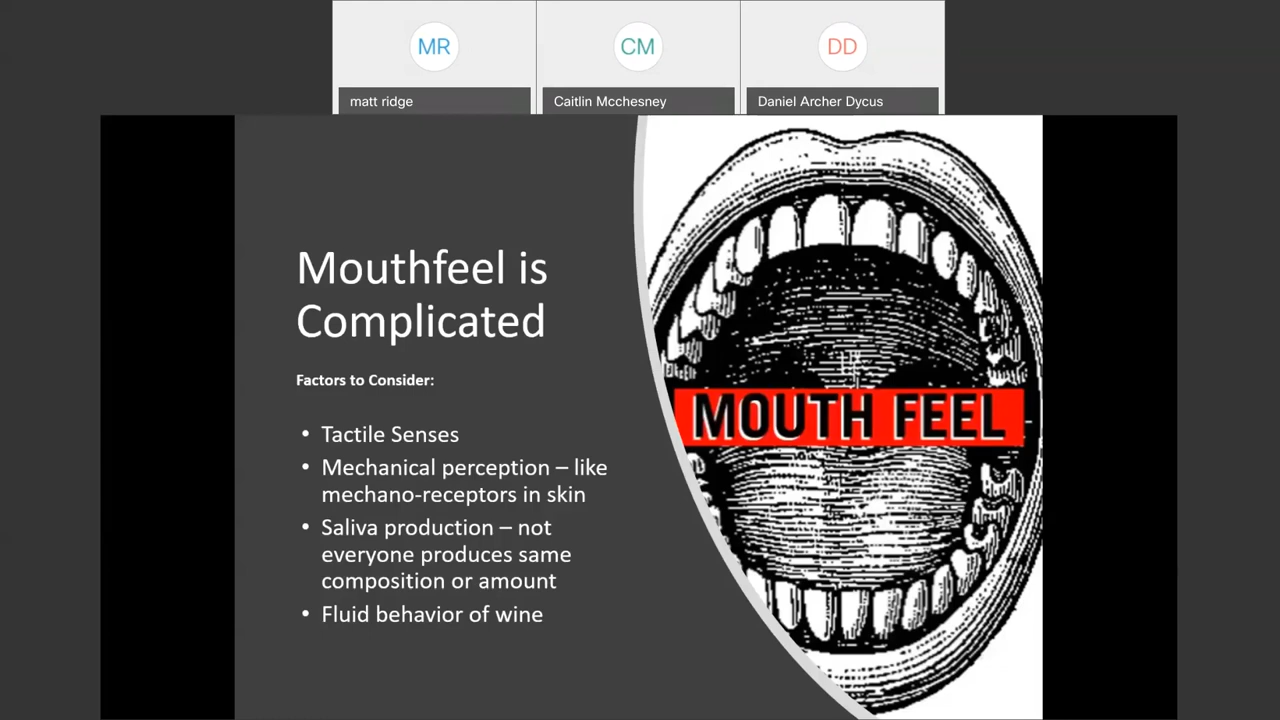 MR
CM
DD
matt ridge
Caitlin Mcchesney
Daniel Archer Dycus
Mouthfeel is
Complicated
Factors to Consider:
• Tactile Senses
• Mechanical perception – like
mechano-receptors in skin
• Saliva production – not
everyone produces same
composition or amount
• Fluid behavior of wine
MOUTH FEEL